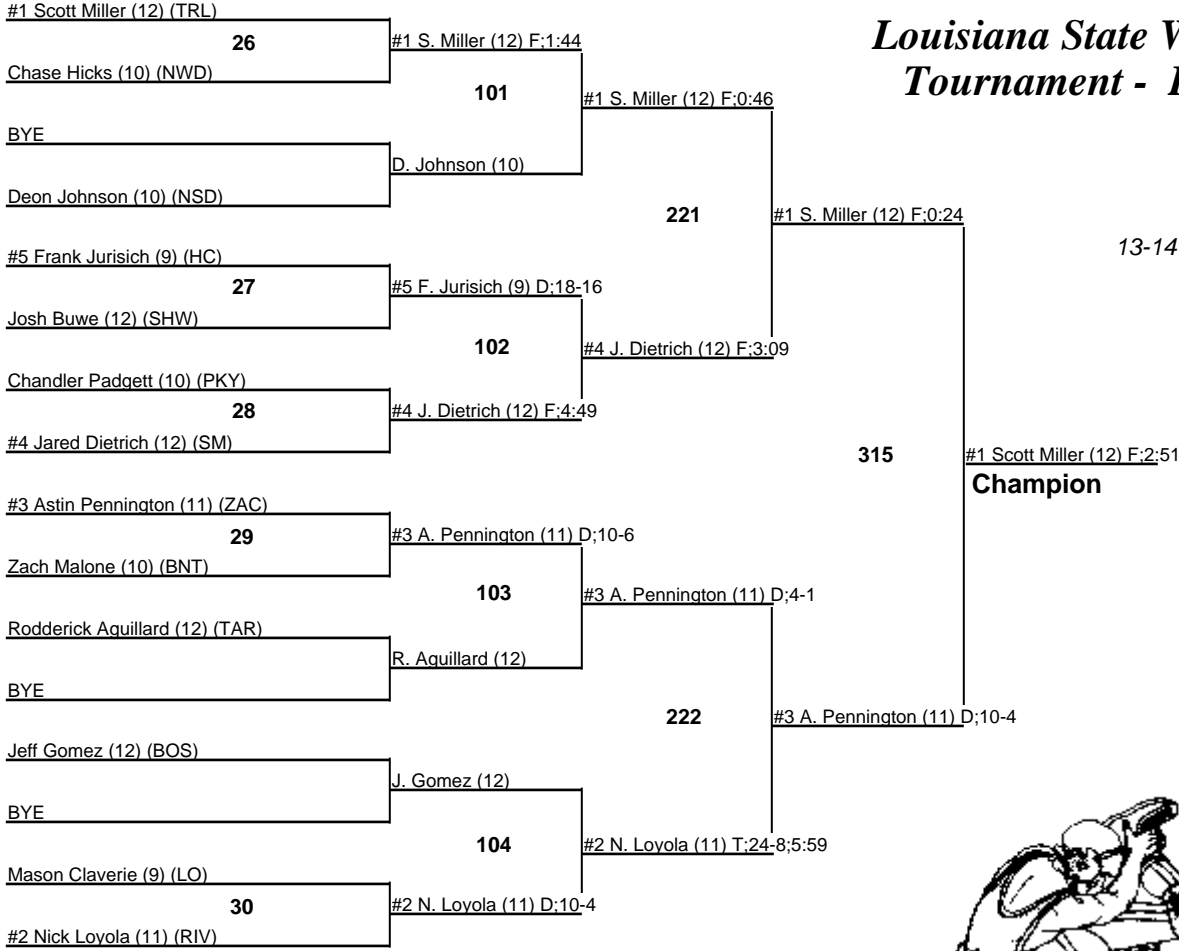 #1 Scott Miller (12) (TRL)
26
Chase Hicks (10) (NWD)
BYE
Deon Johnson (10) (NSD)
#5 Frank Jurisich (9) (HC)
27
Josh Buwe (12) (SHW)
Chandler Padgett (10) (PKY)
28
#4 Jared Dietrich (12) (SM)
#3 Astin Pennington (11) (ZAC)
29
Zach Malone (10) (BNT)
Rodderick Aguillard (12) (TAR)
BYE
Jeff Gomez (12) (BOS)
BYE
Mason Claverie (9) (LO)
30
#2 Nick Loyola (11) (RIV)
#1 S. Miller (12) F;1:44
101
D. Johnson (10)
#5 F. Jurisich (9) D;18-16
102
#4 J. Dietrich (12) F;4:49
#3 A. Pennington (11) D;10-6
103
R. Aguillard (12)
J. Gomez (12)
104
#2 N. Loyola (11) D;10-4
#1 S. Miller (12) F;0:46
221
#4 J. Dietrich (12) F;3:09
#3 A. Pennington (11) D;4-1
222
#2 N. Loyola (11) T;24-8;5:59
#1 S. Miller (12) F;0:24
315
#3 A. Pennington (11) D;10-4
#1 Scott Miller (12) F;2:51
Champion
Louisiana State
Tournament -
13-14